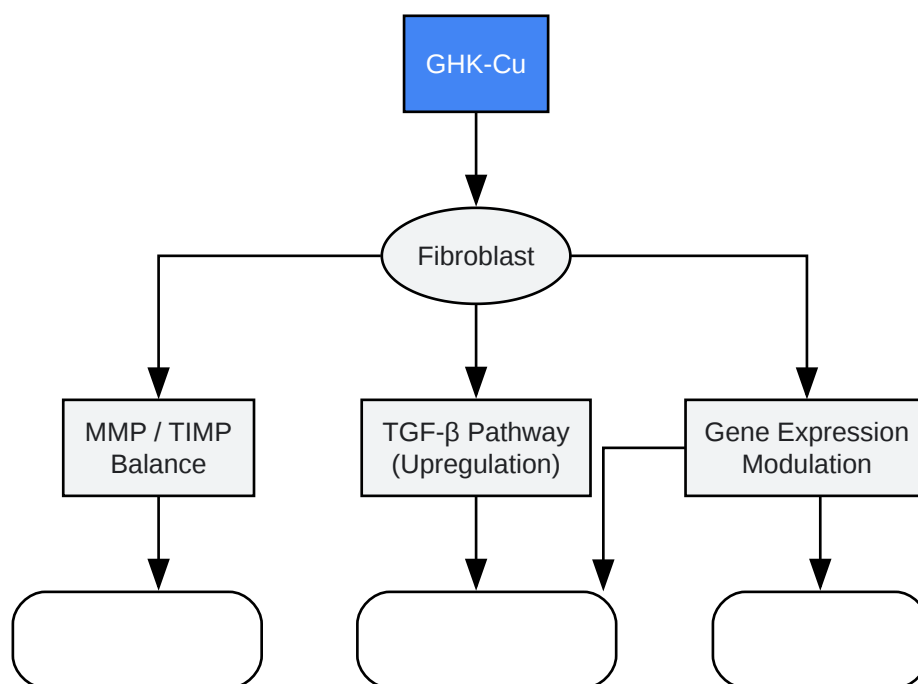 GHK-Cu
Fibroblast
MMP / TIMP
Balance
TGF-β Pathway
(Upregulation)
Gene Expression
Modulation